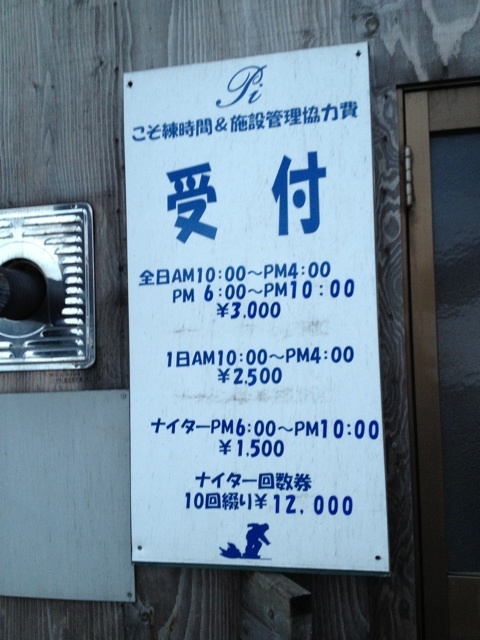 Pi
こそ練時間&施設管理協力費
受付
全日AM10:00~PM4:00
PM 6:00~PM10:00
¥3.000
1日AM10:00~PM4:00
¥2.500
ナイターPM6:00~PM10:00
¥1.500
ナイター回数券
10回綴り¥12.000